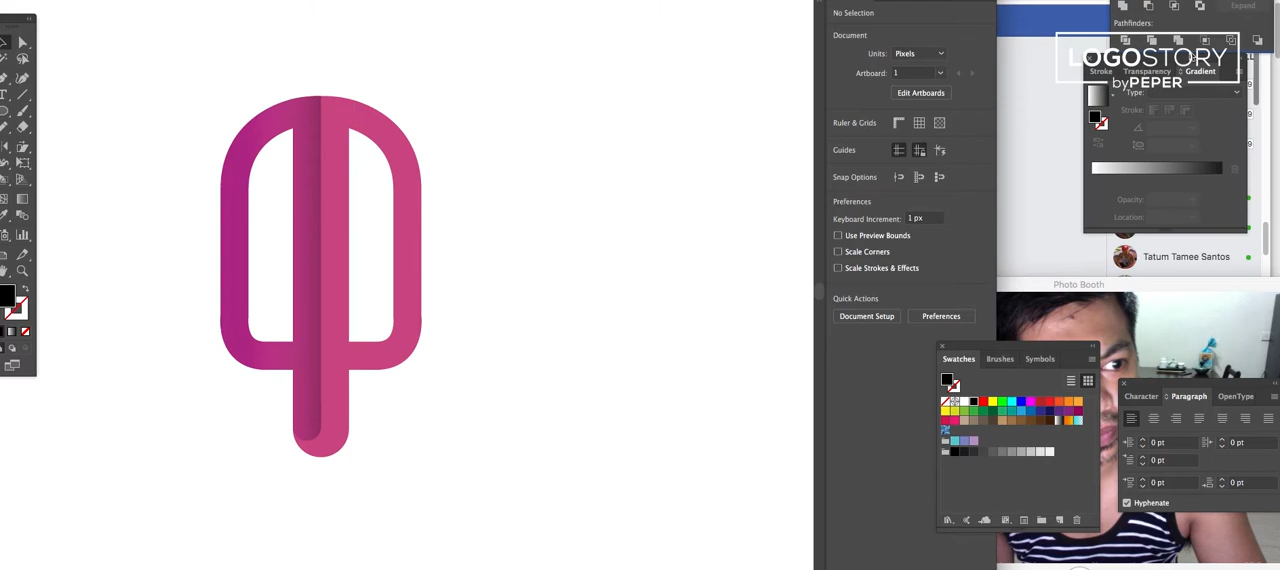 No Selection
Document
Units:
Pixels
Artboard:
1
Edit Artboards
Ruler & Grids
Guides
Snap Options
Preferences
Keyboard Increment:
1 px
Use Preview Bounds
Scale Corners
Scale Strokes & Effects
Quick Actions
Document Setup
Preferences
Expand
Pathfinders:
LOGOSTORY
byPEPER
Stroke
Transparency
Gradient
Type:
Stroke:
Opacity:
Location:
Tatum Tamee Santos
Photo Booth
Swatches
Brushes
Symbols
Character
Paragraph
OpenType
0 pt
0 pt
0 pt
0 pt
0 pt
Hyphenate